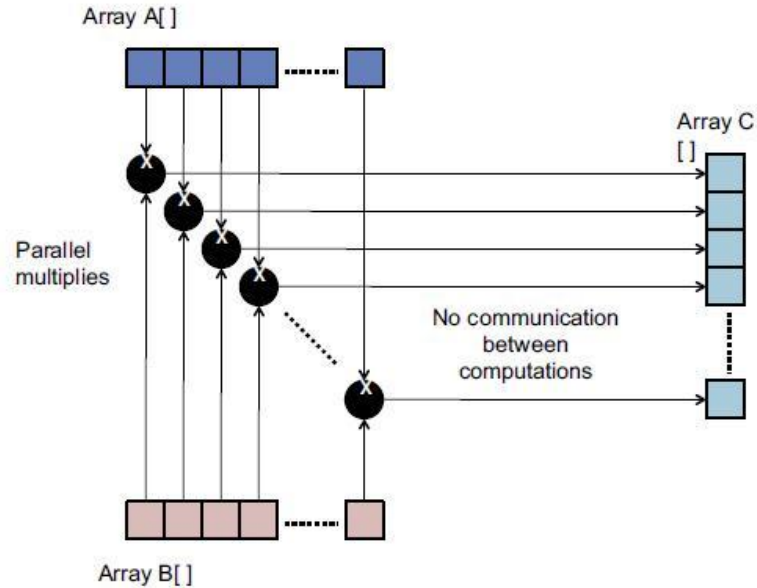 Array A[ ]
Array C
[ ]
X
X
X
X
Parallel
multiplies
No communication
between
computations
X
Array B[ ]